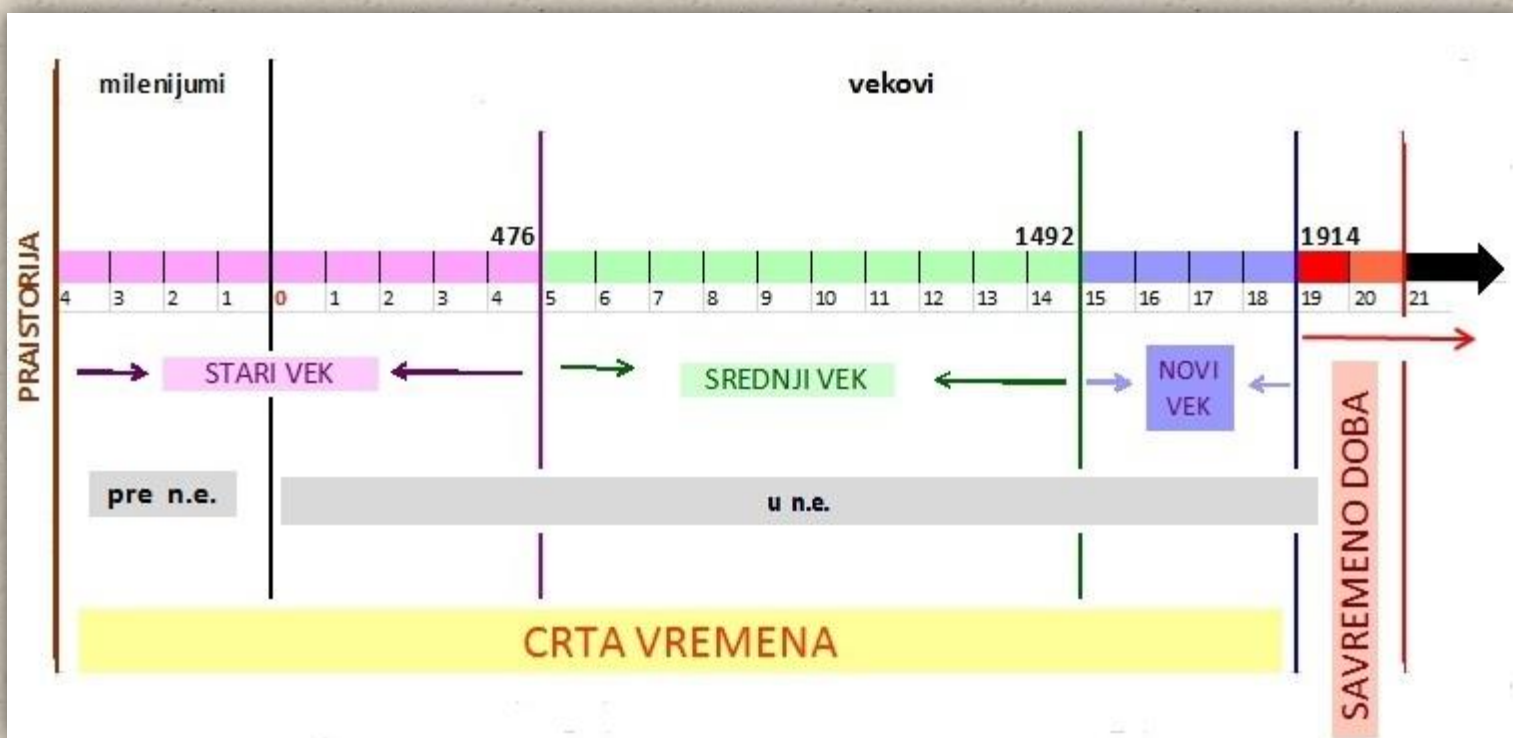 milenijumi
vekovi
476
1492
1914
PRAISTORIJA
4 3 2 1 0 1 2 3 4 5 6 7 8 9 10 11 12 13 14 15 16 17 18 19 20 21
STARI VEK
SREDNJI VEK
NOVI
VEK
SAVREMENO DOBA
pre n.e.
u n.e.
CRTA VREMENA